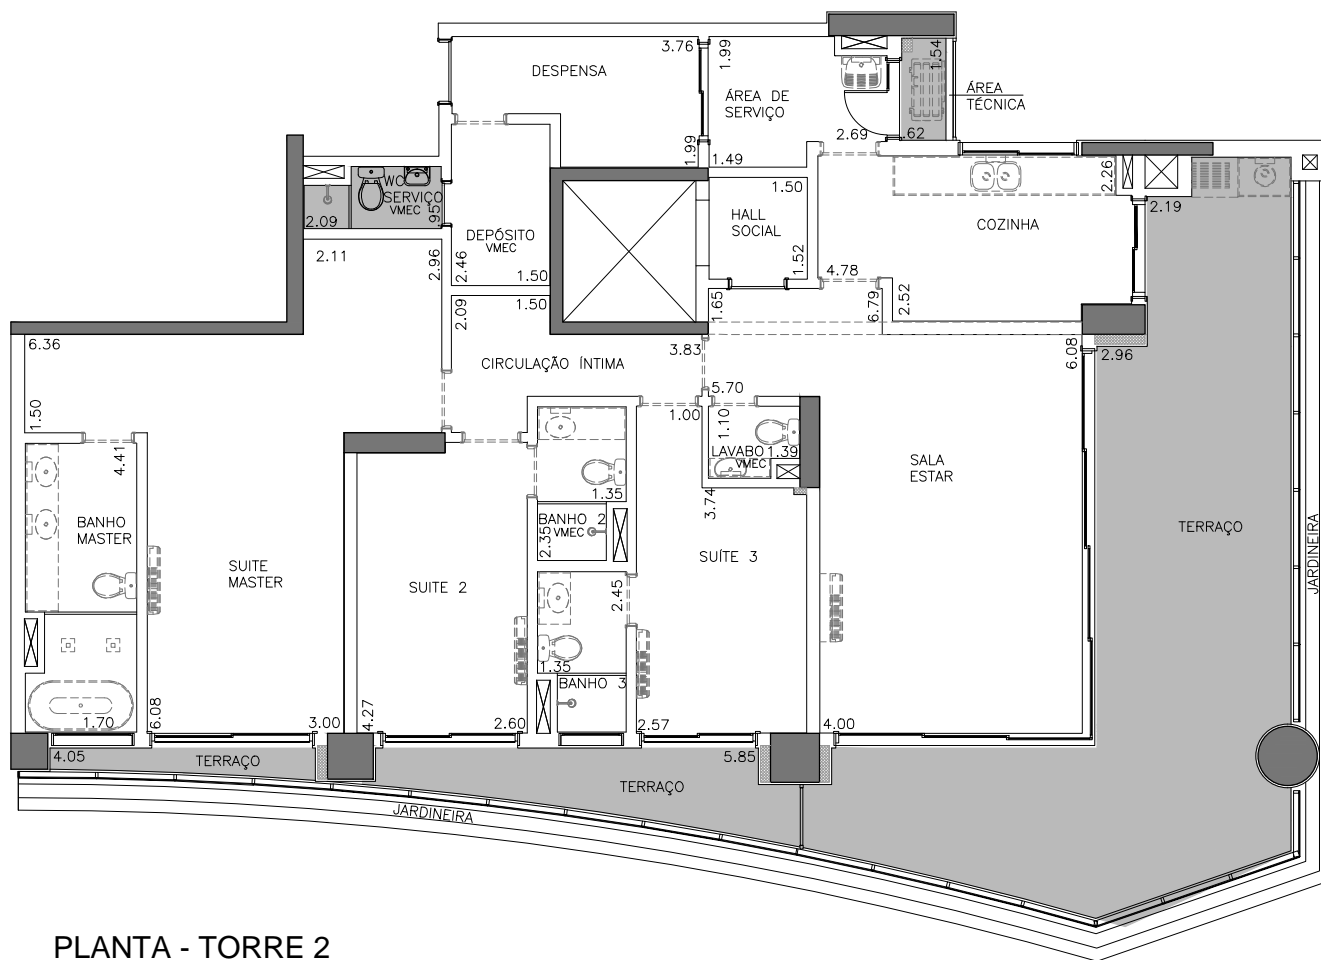 3.76
1.99
DESPENSA
1.54
ÁREA DE
SERVIÇO
ÁREA
TÉCNICA
2.69
.62
1.99
1.49
WC
SERVIÇO
VMEC
.95
2.09
1.50
2.26
HALL
SOCIAL
COZINHA
2.19
DEPÓSITO
VMEC
2.11
2.96
2.46
1.50
1.52
4.78
2.09
1.50
1.65
6.79
2.52
6.36
CIRCULAÇÃO ÍNTIMA
3.83
6.08
2.96
1.50
5.70
1.00
1.10
4.41
LAVABO
VMEC
1.39
SALA
ESTAR
1.35
3.74
BANHO
MASTER
BANHO 2
VMEC
2.35
TERRAÇO
SUITE
MASTER
SUITE 2
SUÍTE 3
JARDINEIRA
2.45
1.35
BANHO 3
1.70
6.08
3.00
4.27
2.60
2.57
4.00
4.05
TERRAÇO
5.85
TERRAÇO
JARDINEIRA
PLANTA - TORRE 2